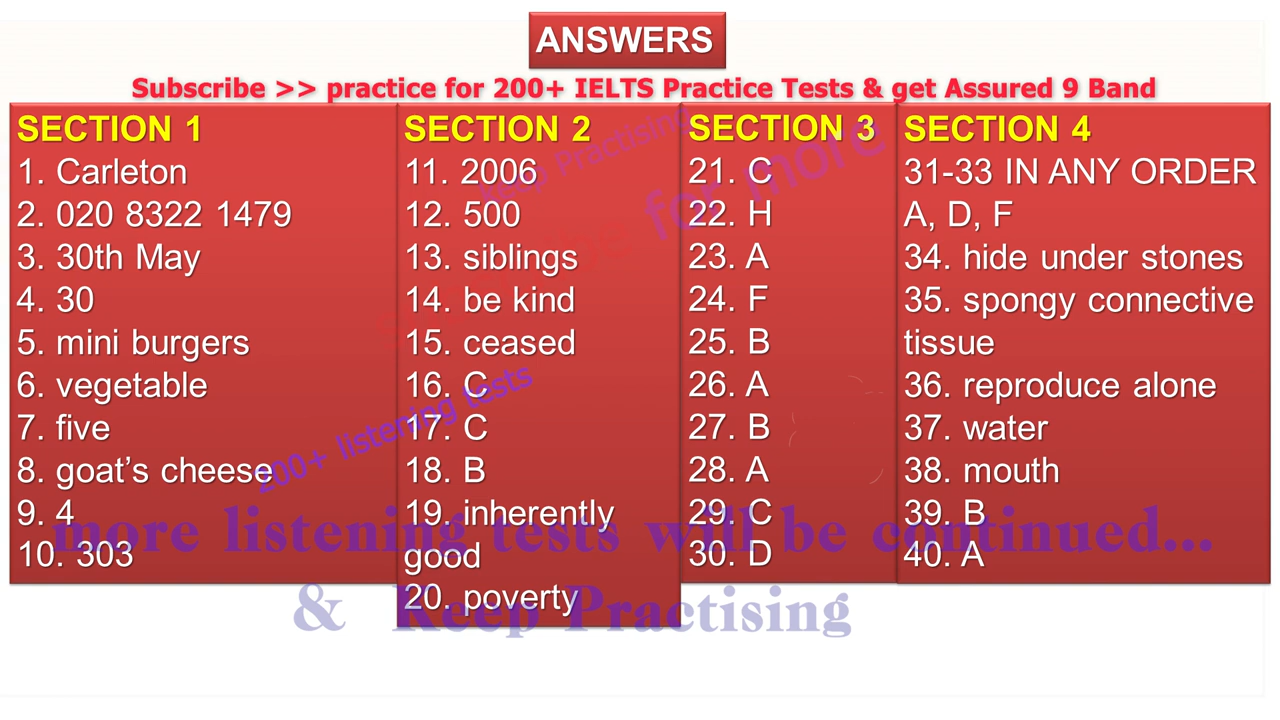 ANSWERS
Subscribe >> practice for 200+ IELTS Practice Tests & get Assured 9 Band
SECTION 1
1. Carleton
2. 020 8322 1479
3. 30th May
4. 30
5. mini burgers
6. vegetable
7. five
8. goat’s cheese
9. 4
10. 303
SECTION 2
11. 2006
12. 500
13. siblings
14. be kind
15. ceased
16. C
17. C
18. B
19. inherently
good
20. poverty
SECTION 3
21. C
22. H
23. A
24. F
25. B
26. A
27. B
28. A
29. C
30. D
SECTION 4
31-33 IN ANY ORDER
A, D, F
34. hide under stones
35. spongy connective
tissue
36. reproduce alone
37. water
38. mouth
39. B
40. A
Keep Practising
for more
200+ listening tests
more listening tests will be continued...
& Keep Practising